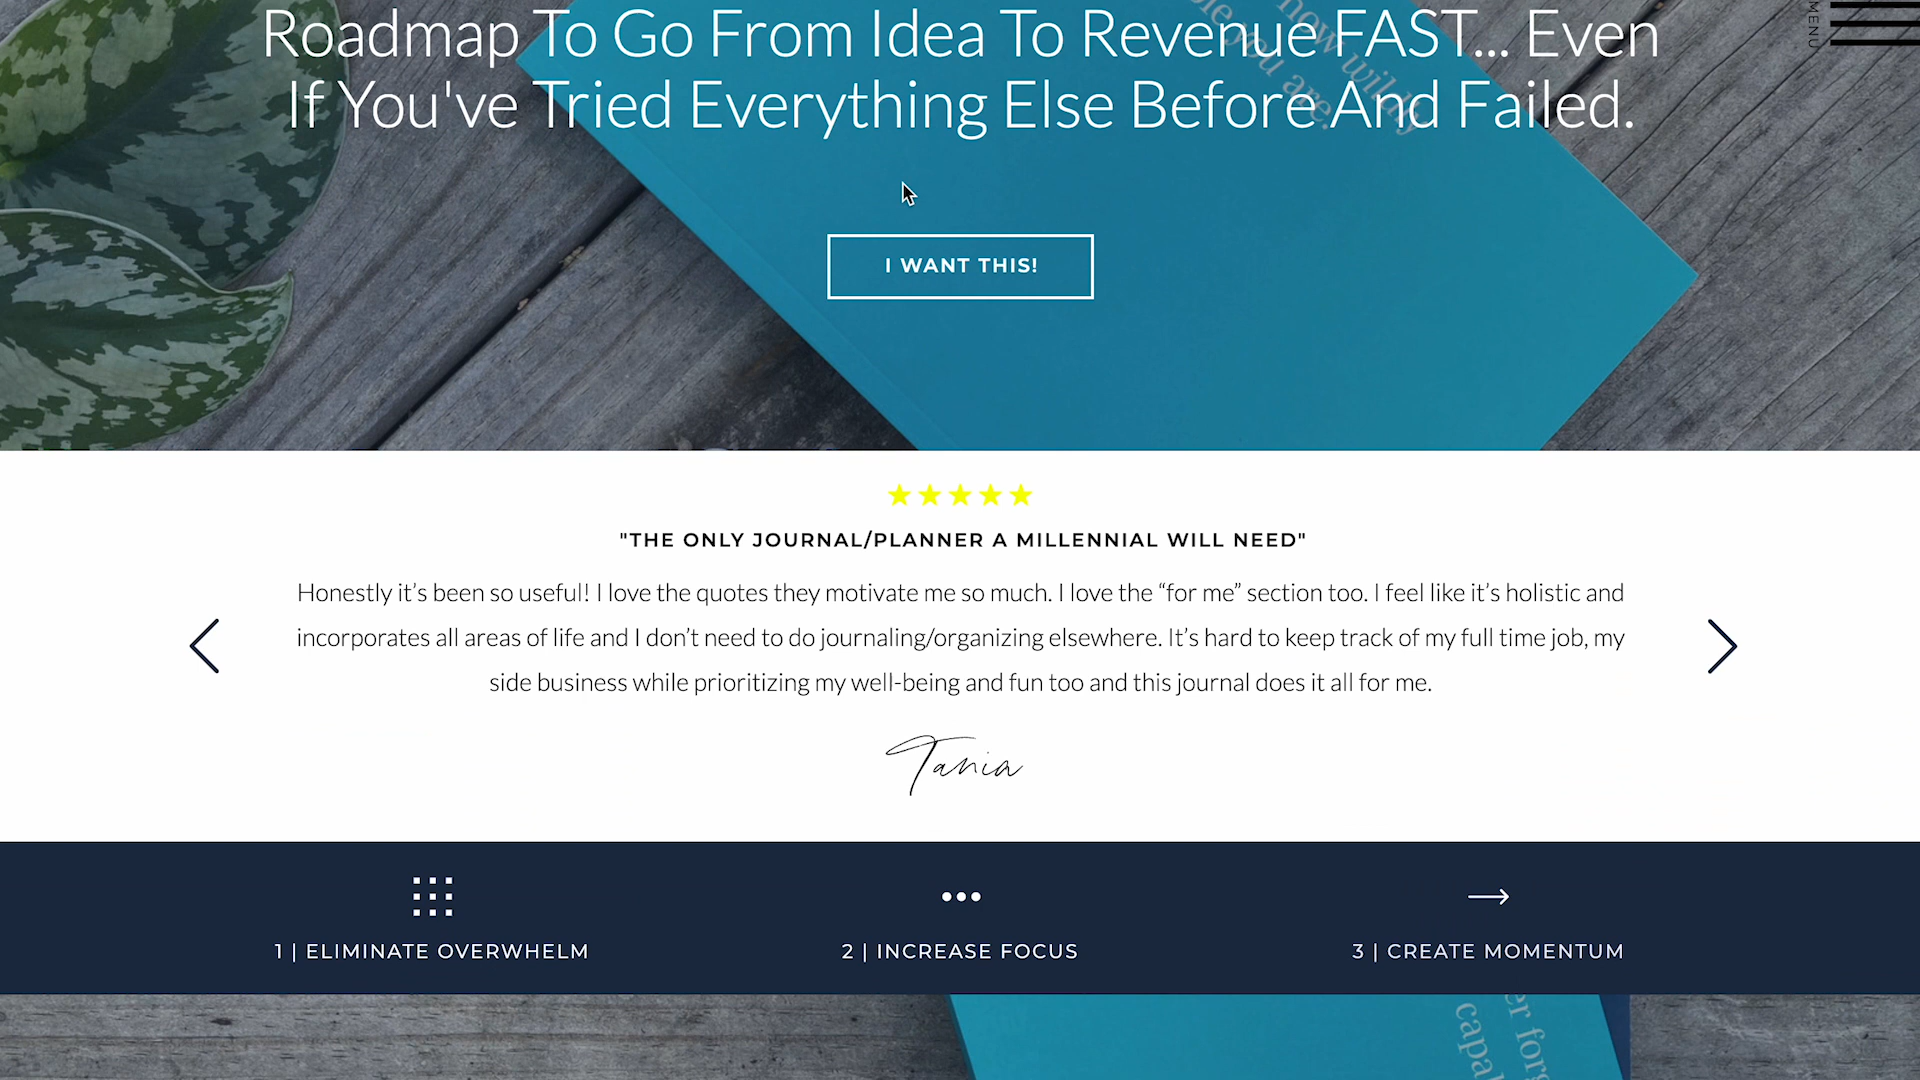 Roadmap To Go From Idea To Revenue FAST... Even
If You've Tried Everything Else Before And Failed.
MENU
how wildly
you are.
I WANT THIS!
"THE ONLY JOURNAL/PLANNER A MILLENNIAL WILL NEED"
Honestly it’s been so useful! I love the quotes they motivate me so much. I love the “for me” section too. I feel like it’s holistic and
incorporates all areas of life and I don’t need to do journaling/organizing elsewhere. It’s hard to keep track of my full time job, my
side business while prioritizing my well-being and fun too and this journal does it all for me.
Tania
1 | ELIMINATE OVERWHELM
2 | INCREASE FOCUS
3 | CREATE MOMENTUM